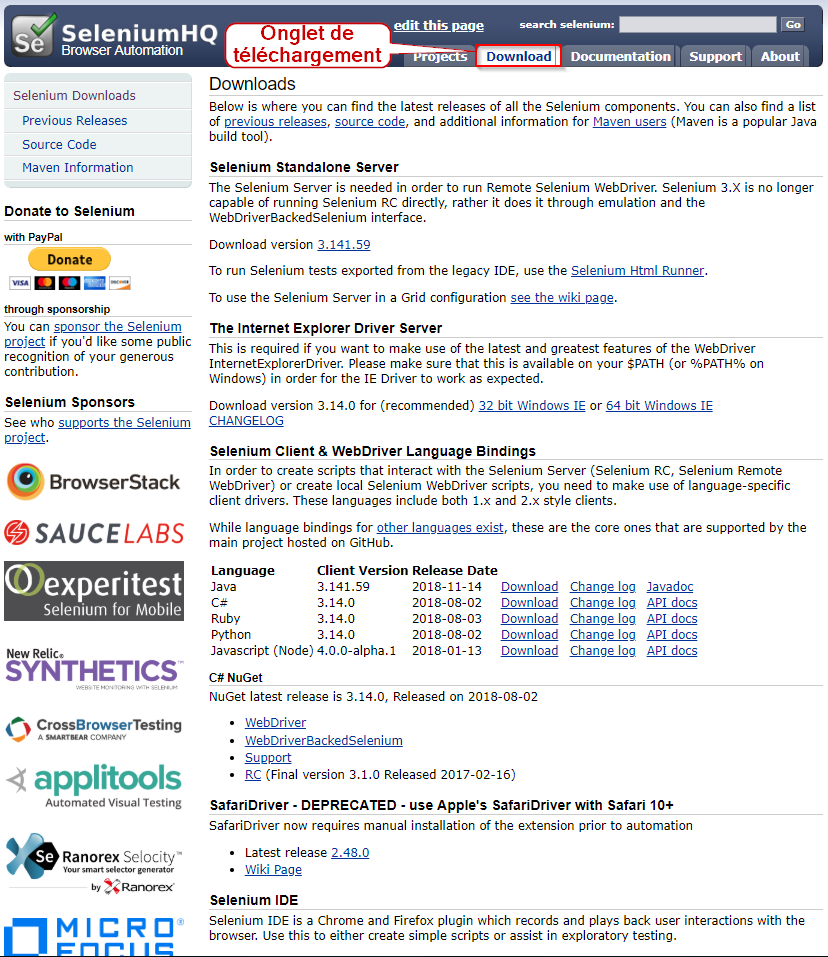 Se
SeleniumHQ
Browser Automation
Onglet de
téléchargement
edit this page
search selenium:
Go
Projects
Download
Documentation
Support
About
Selenium Downloads
Previous Releases
Source Code
Maven Information
Donate to Selenium
with PayPal
Donate
VISA
through sponsorship
You can sponsor the Selenium
project if you'd like some public
recognition of your generous
contribution.
Selenium Sponsors
See who supports the Selenium
project.
BrowserStack
SAUCELABS
experitest
Selenium for Mobile
New Relic®
SYNTHETICS™
WEBSITE MONITORING WITH SELENIUM
CrossBrowserTesting
A SMARTBEAR COMPANY
applitools
Automated Visual Testing
Se
Ranorex Selocity™
Your smart selector generator
by Ranorex®
MICRO®
FOCUS
Downloads
Below is where you can find the latest releases of all the Selenium components. You can also find a list
of previous releases, source code, and additional information for Maven users (Maven is a popular Java
build tool).
Selenium Standalone Server
The Selenium Server is needed in order to run Remote Selenium WebDriver. Selenium 3.X is no longer
capable of running Selenium RC directly, rather it does it through emulation and the
WebDriverBackedSelenium interface.
Download version 3.141.59
To run Selenium tests exported from the legacy IDE, use the Selenium Html Runner.
To use the Selenium Server in a Grid configuration see the wiki page.
The Internet Explorer Driver Server
This is required if you want to make use of the latest and greatest features of the WebDriver
InternetExplorerDriver. Please make sure that this is available on your $PATH (or %PATH% on
Windows) in order for the IE Driver to work as expected.
Download version 3.14.0 for (recommended) 32 bit Windows IE or 64 bit Windows IE
CHANGELOG
Selenium Client & WebDriver Language Bindings
In order to create scripts that interact with the Selenium Server (Selenium RC, Selenium Remote
WebDriver) or create local Selenium WebDriver scripts, you need to make use of language-specific
client drivers. These languages include both 1.x and 2.x style clients.
While language bindings for other languages exist, these are the core ones that are supported by the
main project hosted on GitHub.
Language Client Version Release Date
Java 3.141.59 2018-11-14 Download Change log Javadoc
C# 3.14.0 2018-08-02 Download Change log API docs
Ruby 3.14.0 2018-08-03 Download Change log API docs
Python 3.14.0 2018-08-02 Download Change log API docs
Javascript (Node) 4.0.0-alpha.1 2018-01-13 Download Change log API docs
C# NuGet
NuGet latest release is 3.14.0, Released on 2018-08-02
• WebDriver
• WebDriverBackedSelenium
• Support
• RC (Final version 3.1.0 Released 2017-02-16)
SafariDriver - DEPRECATED - use Apple's SafariDriver with Safari 10+
SafariDriver now requires manual installation of the extension prior to automation
• Latest release 2.48.0
• Wiki Page
Selenium IDE
Selenium IDE is a Chrome and Firefox plugin which records and plays back user interactions with the
browser. Use this to either create simple scripts or assist in exploratory testing.